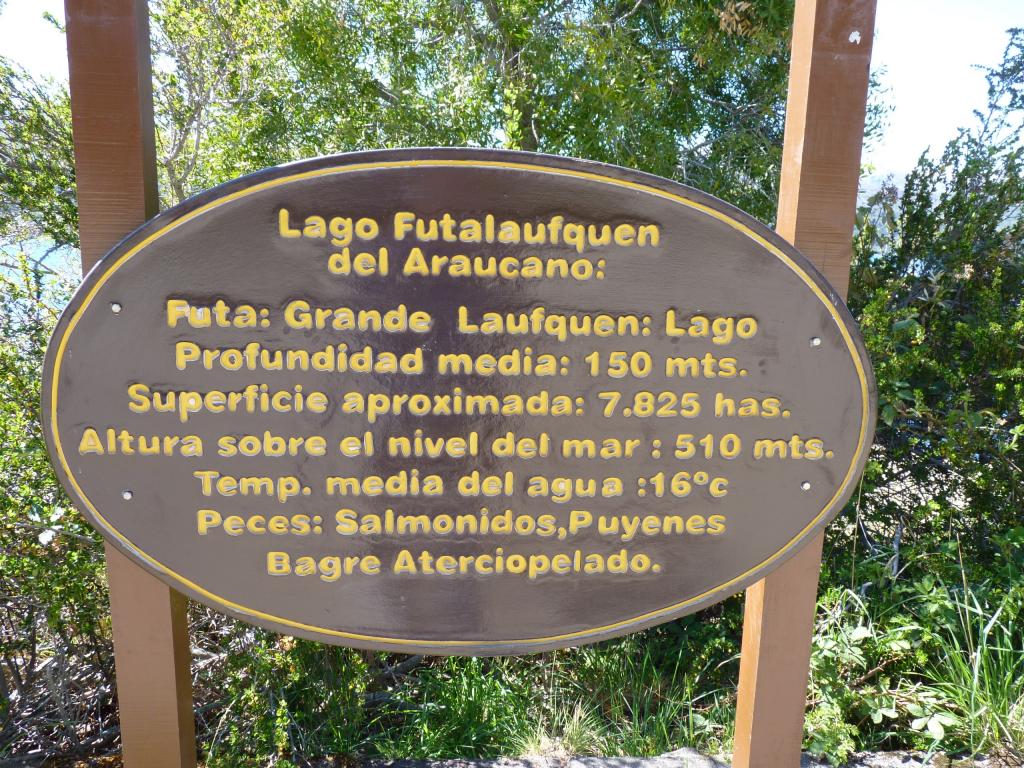 Lago Futalaufquen
del Araucano:
Futa: Grande Laufquen: Lago
Profundidad media: 150 mts.
Superficie aproximada: 7.825 has.
Altura sobre el nivel del mar : 510 mts.
Temp. media del agua :16ºc
Peces: Salmonidos,Puyenes
Bagre Aterciopelado.